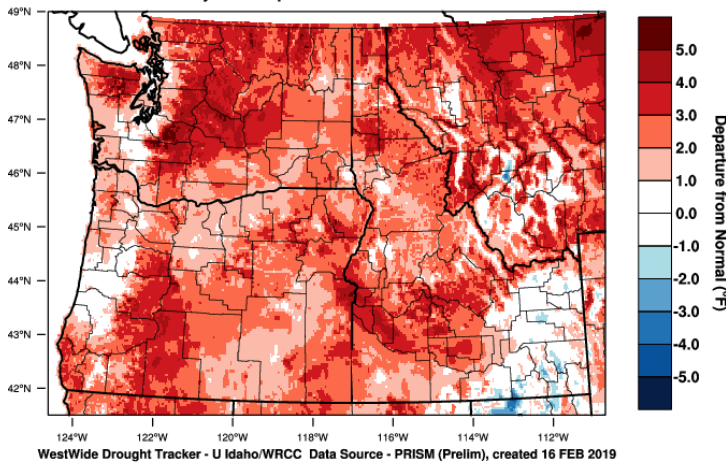 49°N
48°N
47°N
46°N
45°N
44°N
43°N
42°N
124°W 122°W 120°W 118°W 116°W 114°W 112°W
5.0
4.0
3.0
2.0
1.0
0.0
-1.0
-2.0
-3.0
-4.0
-5.0
Departure from Normal (°F)
WestWide Drought Tracker - U Idaho/WRCC Data Source - PRISM (Prelim), created 16 FEB 2019